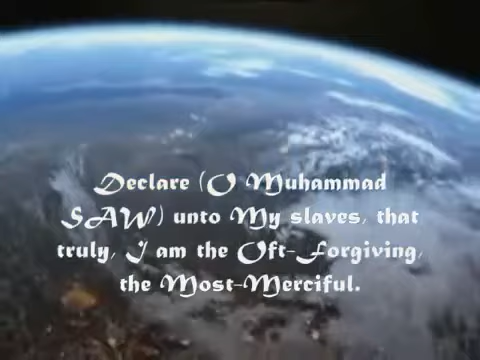 Declare (O Muhammad
SAW) unto My slaves, that
truly, I am the Oft-Forgiving,
the Most-Merciful.